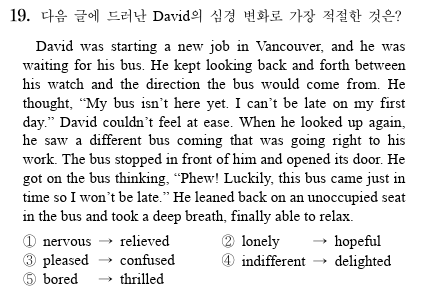 19. 다음 글에 드러난 David의 심경 변화로 가장 적절한 것은?
David was starting a new job in Vancouver, and he was
waiting for his bus. He kept looking back and forth between
his watch and the direction the bus would come from. He
thought, “My bus isn’t here yet. I can’t be late on my first
day.” David couldn’t feel at ease. When he looked up again,
he saw a different bus coming that was going right to his
work. The bus stopped in front of him and opened its door. He
got on the bus thinking, “Phew! Luckily, this bus came just in
time so I won’t be late.” He leaned back on an unoccupied seat
in the bus and took a deep breath, finally able to relax.
① nervous → relieved ② lonely → hopeful
③ pleased → confused ④ indifferent → delighted
⑤ bored → thrilled